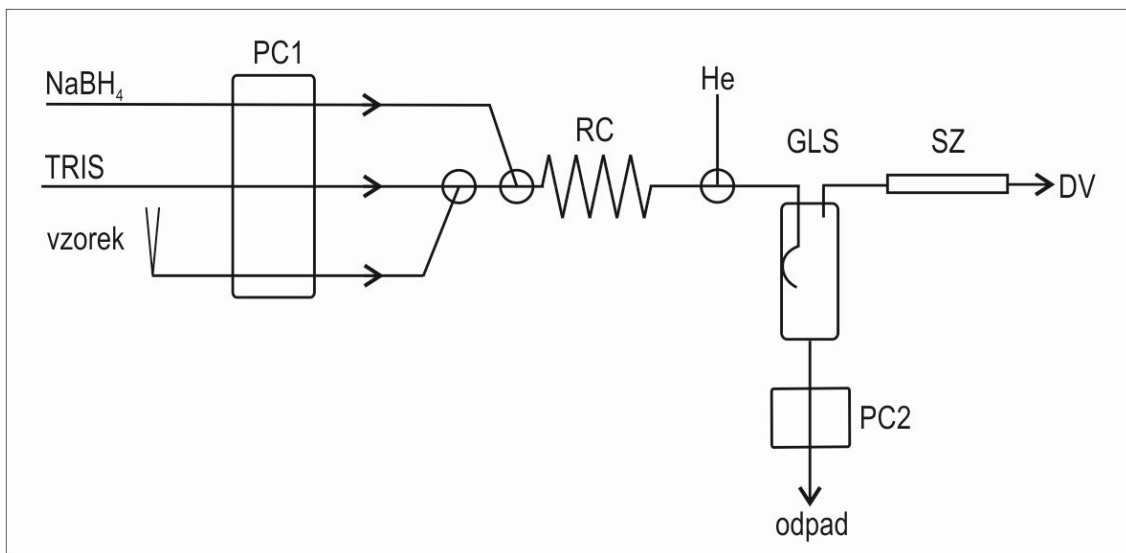 PC1
NaBH₄
He
RC
GLS
SZ
TRIS
DV
vzorek
PC2
odpad